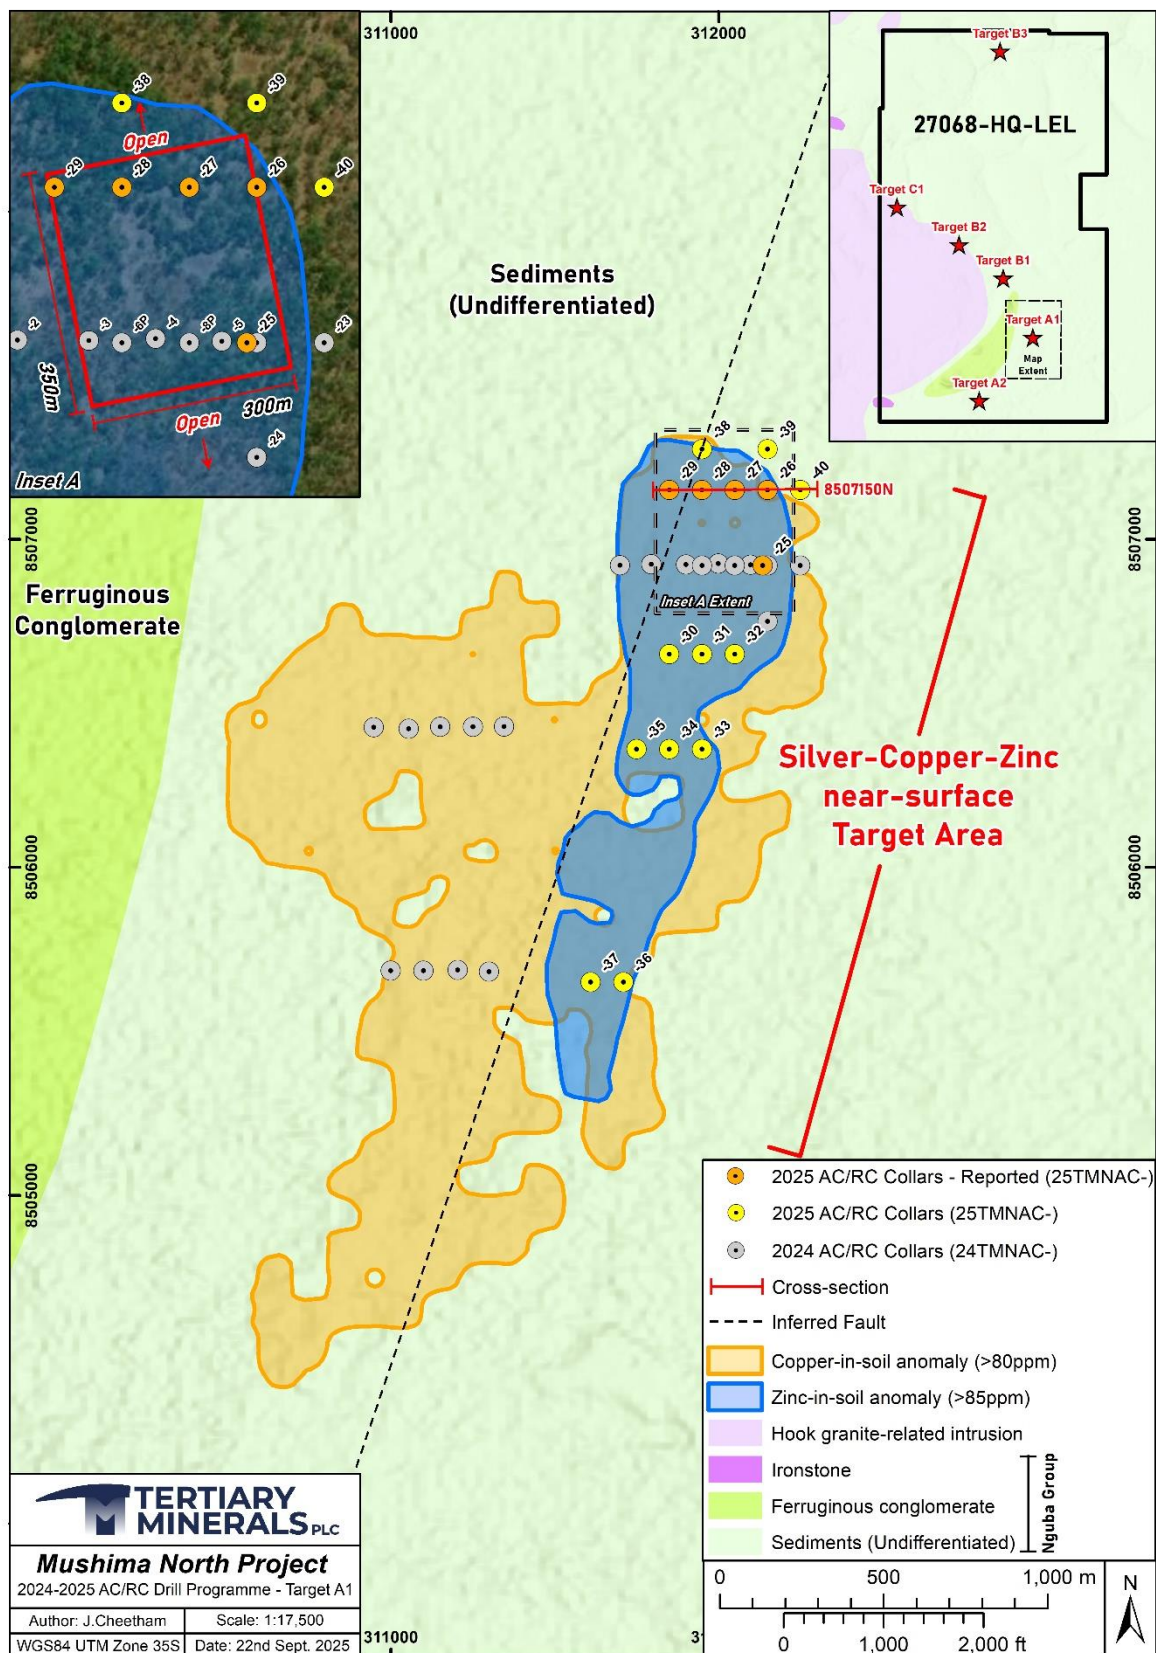 311000
312000
-38
-39
Open
-29
-28
-27
-26
-40
-2
-3
-6P
-4
-8P
-5
-25
-23
350m
300m
Open
-24
Inset A
Target B3
27068-HQ-LEL
Target C1
Target B2
Target B1
Target A1
Map
Extent
Target A2
Sediments
(Undifferentiated)
-38
-39
-29
-28
-27
-26
-40
8507150N
8507000
8507000
-25
Inset A Extent
Ferruginous
Conglomerate
-30
-31
-32
-35
-34
-33
Silver-Copper-Zinc
near-surface
Target Area
8506000
8506000
-37
-36
8505000
2025 AC/RC Collars - Reported (25TMNAC-)
2025 AC/RC Collars (25TMNAC-)
2024 AC/RC Collars (24TMNAC-)
Cross-section
Inferred Fault
Copper-in-soil anomaly (>80ppm)
Zinc-in-soil anomaly (>85ppm)
Hook granite-related intrusion
Ironstone
Ferruginous conglomerate
Sediments (Undifferentiated)
Nguba Group
TERTIARY
MINERALS PLC
Mushima North Project
2024-2025 AC/RC Drill Programme - Target A1
Author: J.Cheetham
Scale: 1:17,500
WGS84 UTM Zone 35S
Date: 22nd Sept. 2025
311000
0 500 1,000 m
0 1,000 2,000 ft
N